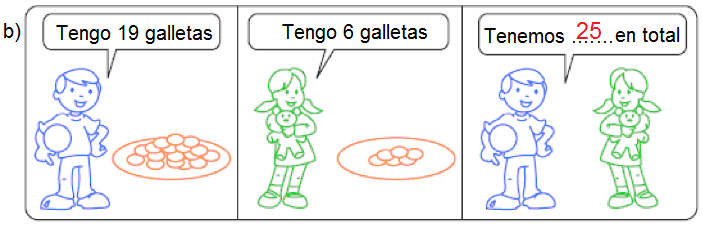 b)
Tengo 19 galletas
Tengo 6 galletas
Tenemos ..25...en total